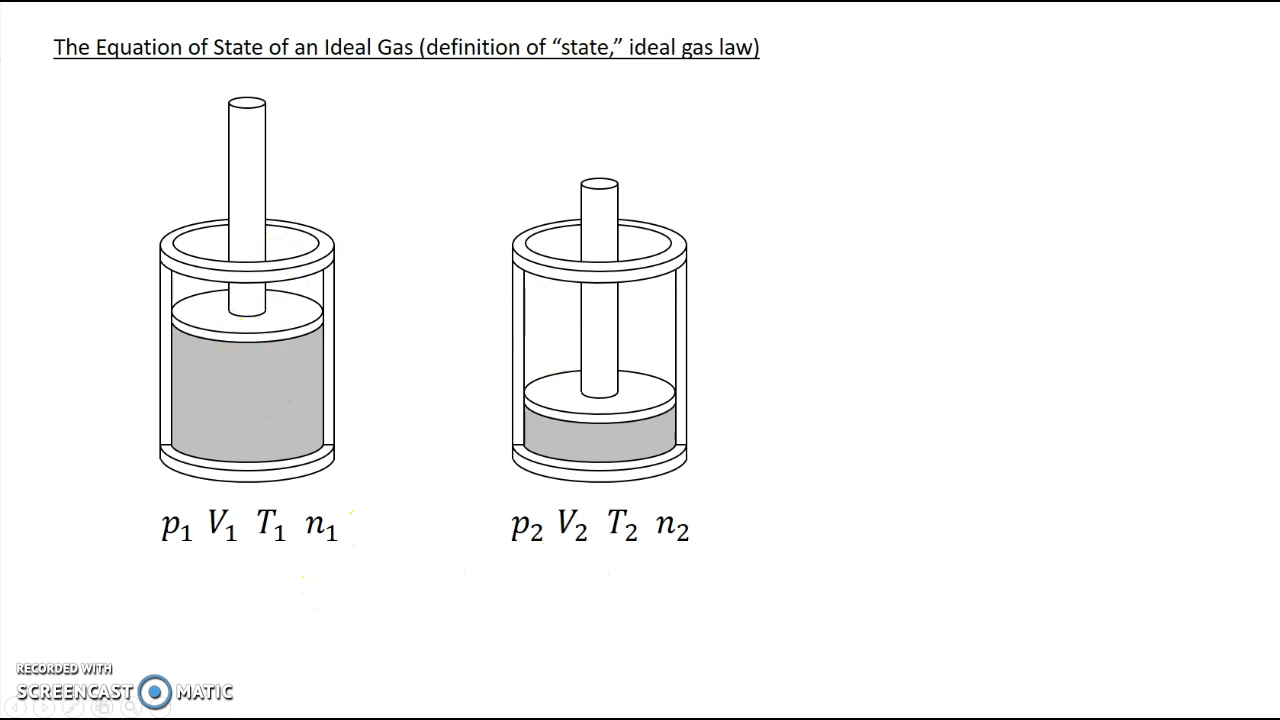 The Equation of State of an Ideal Gas (definition of “state,” ideal gas law)
p₁ V₁ T₁ n₁
p₂ V₂ T₂ n₂
RECORDED WITH
SCREENCAST MATIC